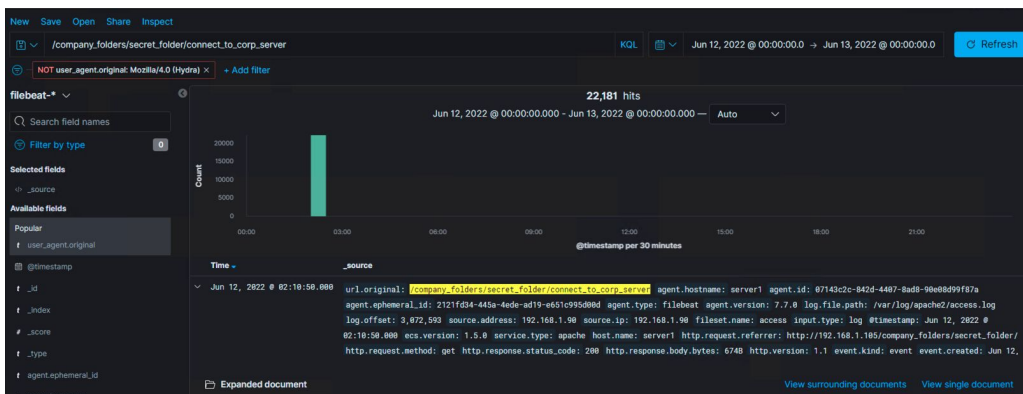 New Save Open Share Inspect
/company_folders/secret_folder/connect_to_corp_server KQL Jun 12, 2022 @ 00:00:00.0 → Jun 13, 2022 @ 00:00:00.0 Refresh
NOT user_agent.original: Mozilla/4.0 (Hydra) × + Add filter
filebeat-*
22,181 hits
Search field names
Jun 12, 2022 @ 00:00:00.000 - Jun 13, 2022 @ 00:00:00.000 — Auto
Filter by type 0
Selected fields
_source
Available fields
Popular
user_agent.original
@timestamp
_id
_index
_score
_type
agent.ephemeral_id
Count
20000
15000
10000
5000
0
00:00 03:00 06:00 09:00 12:00 15:00 18:00 21:00
@timestamp per 30 minutes
Time _source
Jun 12, 2022 @ 02:10:50.000
url.original: /company_folders/secret_folder/connect_to_corp_server agent.hostname: server1 agent.id: 07143c2c-842d-4407-8ad8-90e08d99f87a
agent.ephemeral_id: 2121fd34-445a-4ede-ad19-e651c995d00d agent.type: filebeat agent.version: 7.7.0 log.file.path: /var/log/apache2/access.log
log.offset: 3,072,593 source.address: 192.168.1.90 source.ip: 192.168.1.90 fileset.name: access input.type: log @timestamp: Jun 12, 2022 @
02:10:50.000 ecs.version: 1.5.0 service.type: apache host.name: server1 http.request.referrer: http://192.168.1.105/company_folders/secret_folder/
http.request.method: get http.response.status_code: 200 http.response.body.bytes: 674B http.version: 1.1 event.kind: event event.created: Jun 12,
Expanded document View surrounding documents View single document